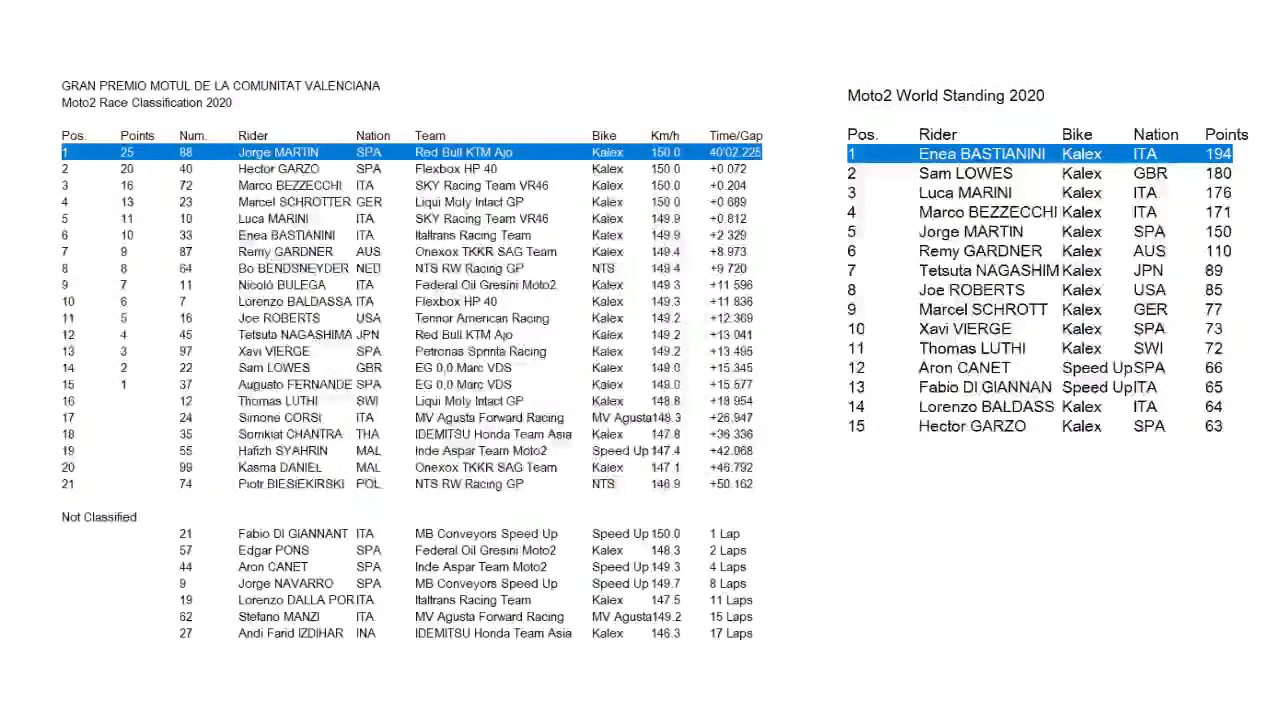 GRAN PREMIO MOTUL DE LA COMUNITAT VALENCIANA
Moto2 Race Classification 2020
Pos. Points Num. Rider Nation Team Bike Km/h Time/Gap
1 25 88 Jorge MARTIN SPA Red Bull KTM Ajo Kalex 150.0 40'02.225
2 20 40 Hector GARZO SPA Flexbox HP 40 Kalex 150.0 +0.072
3 16 72 Marco BEZZECCHI ITA SKY Racing Team VR46 Kalex 150.0 +0.204
4 13 23 Marcel SCHROTTER GER Liqui Moly Intact GP Kalex 150.0 +0.689
5 11 10 Luca MARINI ITA SKY Racing Team VR46 Kalex 149.9 +0.812
6 10 33 Enea BASTIANINI ITA Italtrans Racing Team Kalex 149.9 +2.329
7 9 87 Remy GARDNER AUS Onexox TKKR SAG Team Kalex 149.4 +8.973
8 8 64 Bo BENDSNEYDER NED NTS RW Racing GP NTS 149.4 +9.720
9 7 11 Nicolò BULEGA ITA Federal Oil Gresini Moto2 Kalex 149.3 +11.596
10 6 7 Lorenzo BALDASSA ITA Flexbox HP 40 Kalex 149.3 +11.836
11 5 16 Joe ROBERTS USA Tennor American Racing Kalex 149.2 +12.369
12 4 45 Tetsuta NAGASHIMA JPN Red Bull KTM Ajo Kalex 149.2 +13.041
13 3 97 Xavi VIERGE SPA Petronas Sprinta Racing Kalex 149.2 +13.495
14 2 22 Sam LOWES GBR EG 0,0 Marc VDS Kalex 149.0 +15.345
15 1 37 Augusto FERNANDE SPA EG 0,0 Marc VDS Kalex 149.0 +15.577
16 12 Thomas LUTHI SWI Liqui Moly Intact GP Kalex 148.8 +18.954
17 24 Simone CORSI ITA MV Agusta Forward Racing MV Agusta 148.3 +26.947
18 35 Somkiat CHANTRA THA IDEMITSU Honda Team Asia Kalex 147.8 +36.336
19 55 Hafizh SYAHRIN MAL Inde Aspar Team Moto2 Speed Up 147.4 +42.068
20 99 Kasma DANIEL MAL Onexox TKKR SAG Team Kalex 147.1 +46.792
21 74 Piotr BIESIEKIRSKI POL NTS RW Racing GP NTS 146.9 +50.162
Not Classified
21 Fabio DI GIANNANT ITA MB Conveyors Speed Up Speed Up 150.0 1 Lap
57 Edgar PONS SPA Federal Oil Gresini Moto2 Kalex 148.3 2 Laps
44 Aron CANET SPA Inde Aspar Team Moto2 Speed Up 149.3 4 Laps
9 Jorge NAVARRO SPA MB Conveyors Speed Up Speed Up 149.7 8 Laps
19 Lorenzo DALLA POR ITA Italtrans Racing Team Kalex 147.5 11 Laps
62 Stefano MANZI ITA MV Agusta Forward Racing MV Agusta 149.2 15 Laps
27 Andi Farid IZDIHAR INA IDEMITSU Honda Team Asia Kalex 146.3 17 Laps
Moto2 World Standing 2020
Pos. Rider Bike Nation Points
1 Enea BASTIANINI Kalex ITA 194
2 Sam LOWES Kalex GBR 180
3 Luca MARINI Kalex ITA 176
4 Marco BEZZECCHI Kalex ITA 171
5 Jorge MARTIN Kalex SPA 150
6 Remy GARDNER Kalex AUS 110
7 Tetsuta NAGASHIM Kalex JPN 89
8 Joe ROBERTS Kalex USA 85
9 Marcel SCHROTT Kalex GER 77
10 Xavi VIERGE Kalex SPA 73
11 Thomas LUTHI Kalex SWI 72
12 Aron CANET Speed Up SPA 66
13 Fabio DI GIANNAN Speed Up ITA 65
14 Lorenzo BALDASS Kalex ITA 64
15 Hector GARZO Kalex SPA 63